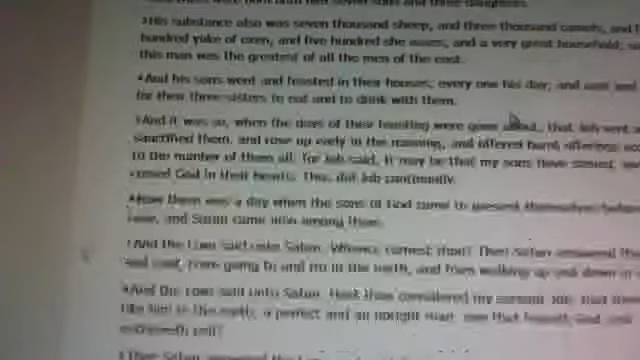 seven sons and three daughters.
3His substance also was seven thousand sheep, and three thousand camels, and
hundred yoke of oxen, and five hundred she asses, and a very great household;
this man was the greatest of all the men of the east.
4And his sons went and feasted in their houses, every one his day; and sent and
for their three sisters to eat and to drink with them.
5And it was so, when the days of their feasting were gone about, that Job sent
sanctified them, and rose up early in the morning, and offered burnt offerings
to the number of them all: for Job said, It may be that my sons have sinned,
cursed God in their hearts. Thus did Job continually.
6Now there was a day when the sons of God came to present themselves before
and Satan came also among them.
7And the LORD said unto Satan, Whence comest thou? Then Satan answered
and said, From going to and fro in the earth, and from walking up and down in
8And the LORD said unto Satan, Hast thou considered my servant Job, that
like him in the earth, a perfect and an upright man, one that feareth God, and
escheweth evil?
Then Satan answered the